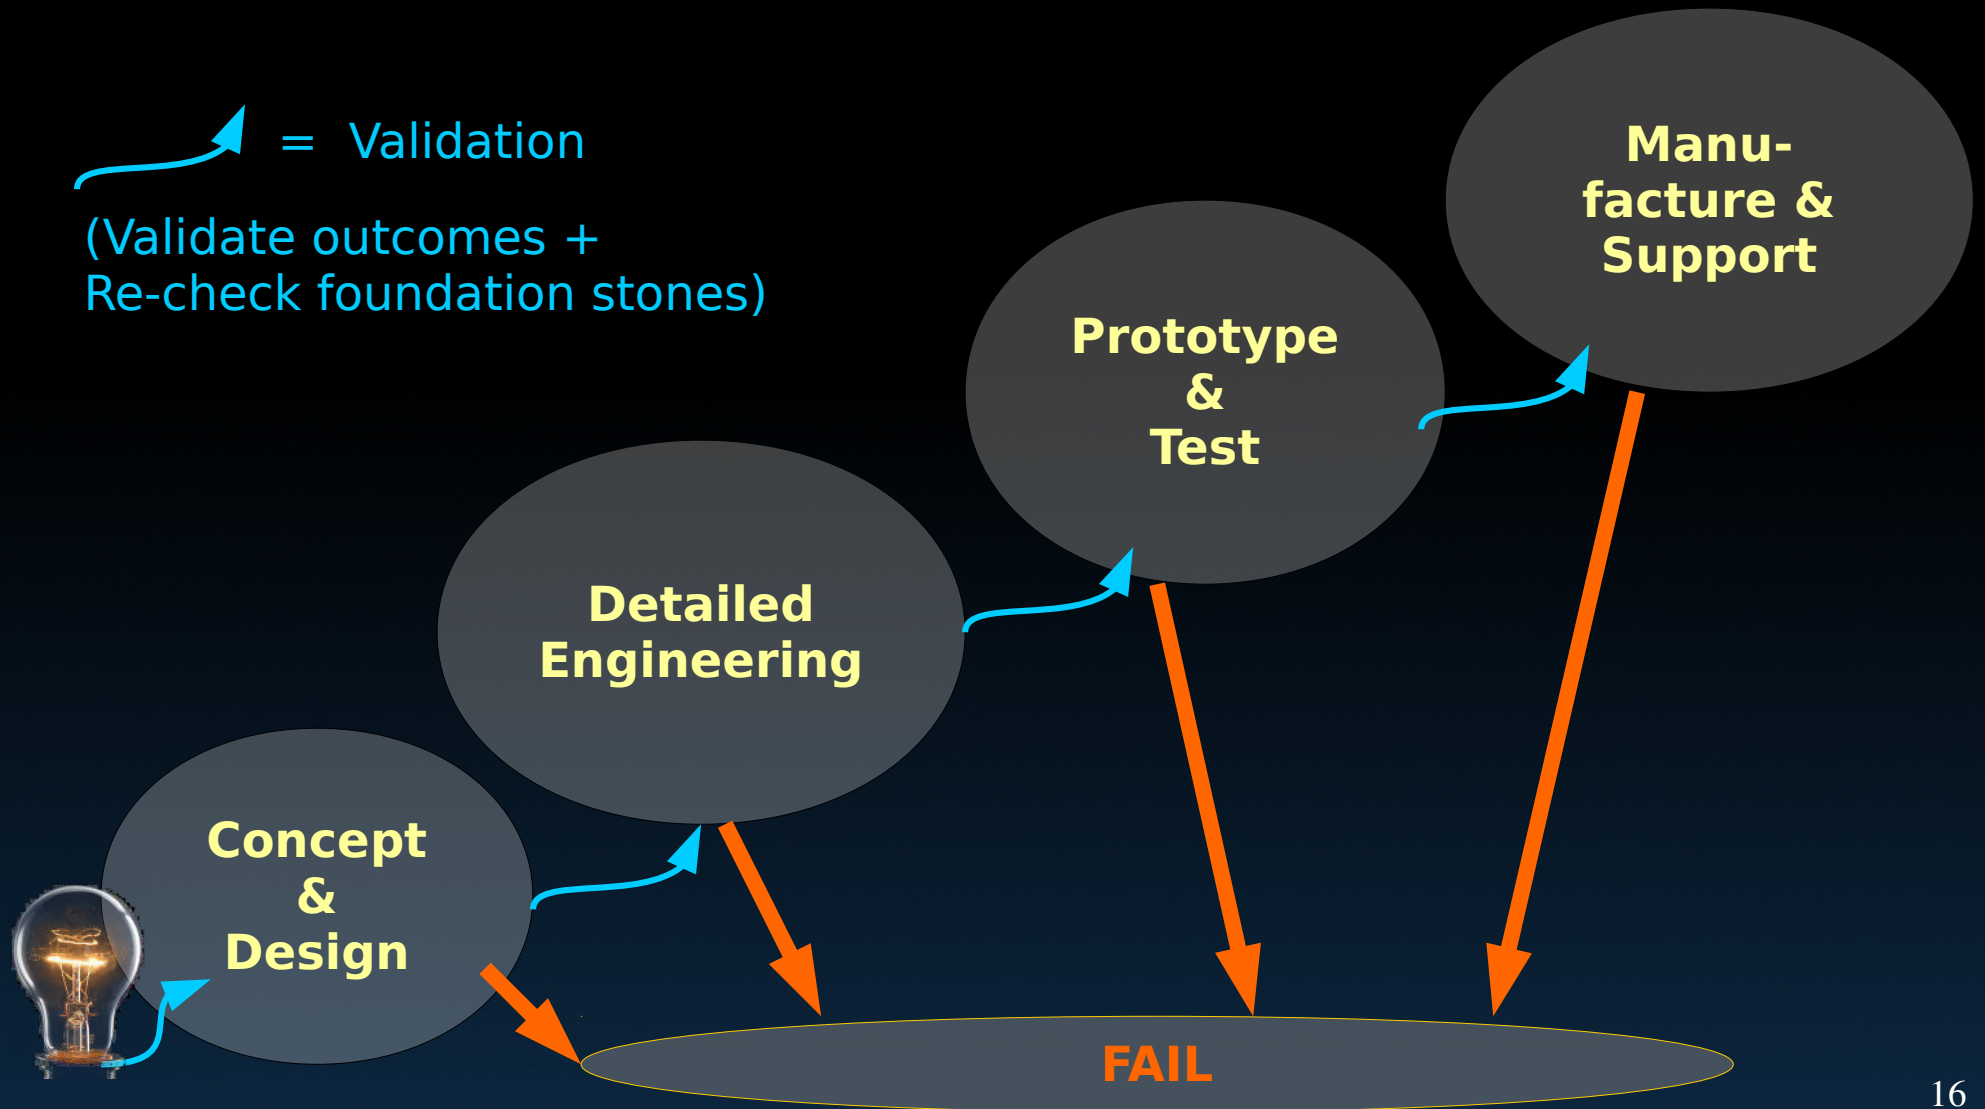 = Validation
(Validate outcomes +
Re-check foundation stones)
Manu-
facture &
Support
Prototype
&
Test
Detailed
Engineering
Concept
&
Design
FAIL
16